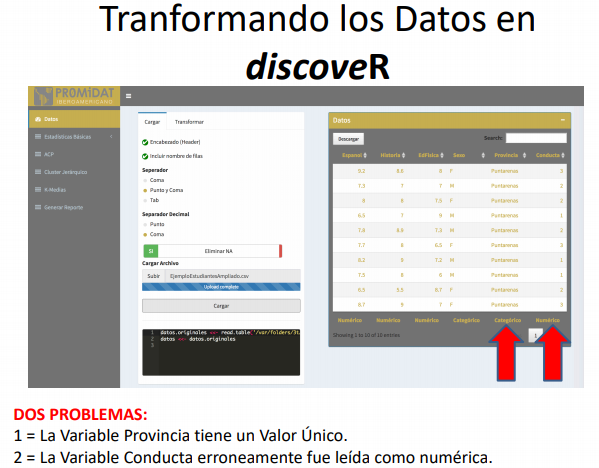 Tranformando los Datos en
discoveR
PROMiDAT
IBEROAMERICANO
Datos
Estadísticas Básicas
ACP
Cluster Jerárquico
K-Medias
Generar Reporte
Cargar Transformar
Encabezado (Header)
Incluir nombre de filas
Seperador
Coma
Punto y Coma
Tab
Separador Decimal
Punto
Coma
SI Eliminar NA
Cargar Archivo
Subir EjemploEstudiantesAmpliado.csv
Upload complete
Cargar
1 datos.originales <<- read.table('/var/folders/3t
2 datos <<- datos.originales
3
Datos
Descargar Search:
Espanol Historia EdFisica Sexo Provincia Conducta
9.2 8.6 8 F Puntarenas 3
7.3 7 7 M Puntarenas 2
8 8 7.5 F Puntarenas 2
6.5 7 9 M Puntarenas 1
7.8 8.9 7.3 M Puntarenas 2
7.7 8 6.5 F Puntarenas 3
8.2 9 7.2 M Puntarenas 1
7.5 8 6 M Puntarenas 1
6.5 5.5 8.7 F Puntarenas 3
8.7 9 7 F Puntarenas 3
Numérico Numérico Numérico Categórico Categórico Numérico
Showing 1 to 10 of 10 entries 1
DOS PROBLEMAS:
1 = La Variable Provincia tiene un Valor Único.
2 = La Variable Conducta erroneamente fue leída como numérica.